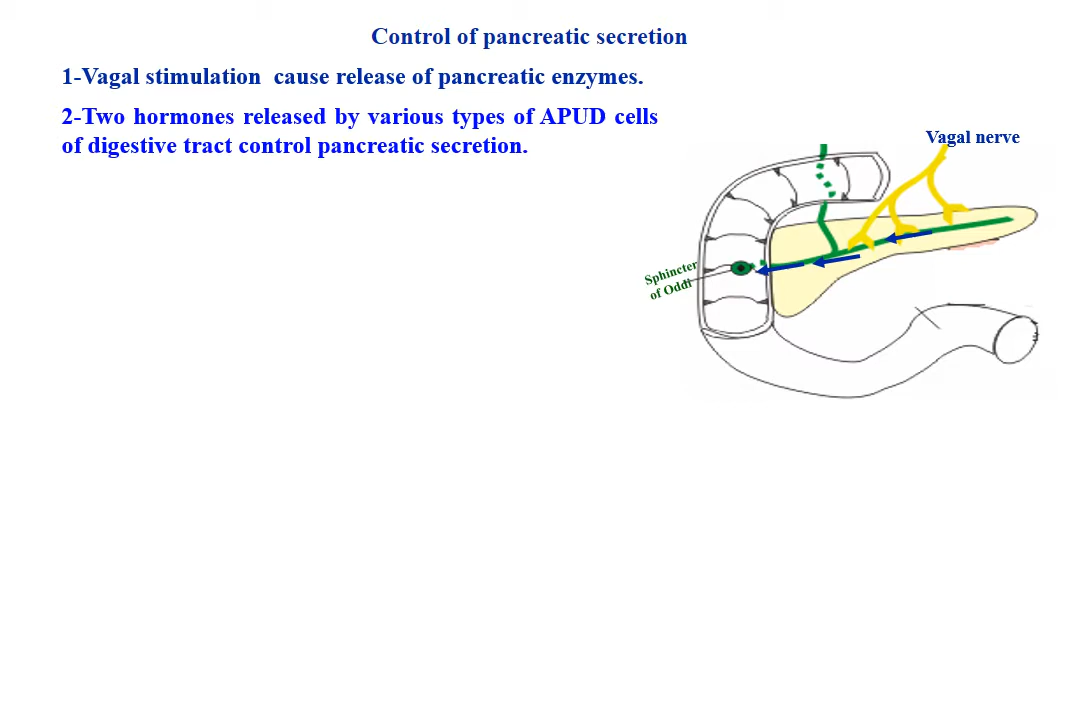 Control of pancreatic secretion
1-Vagal stimulation cause release of pancreatic enzymes.
2-Two hormones released by various types of APUD cells
of digestive tract control pancreatic secretion.
Vagal nerve
Sphincter
of Oddi